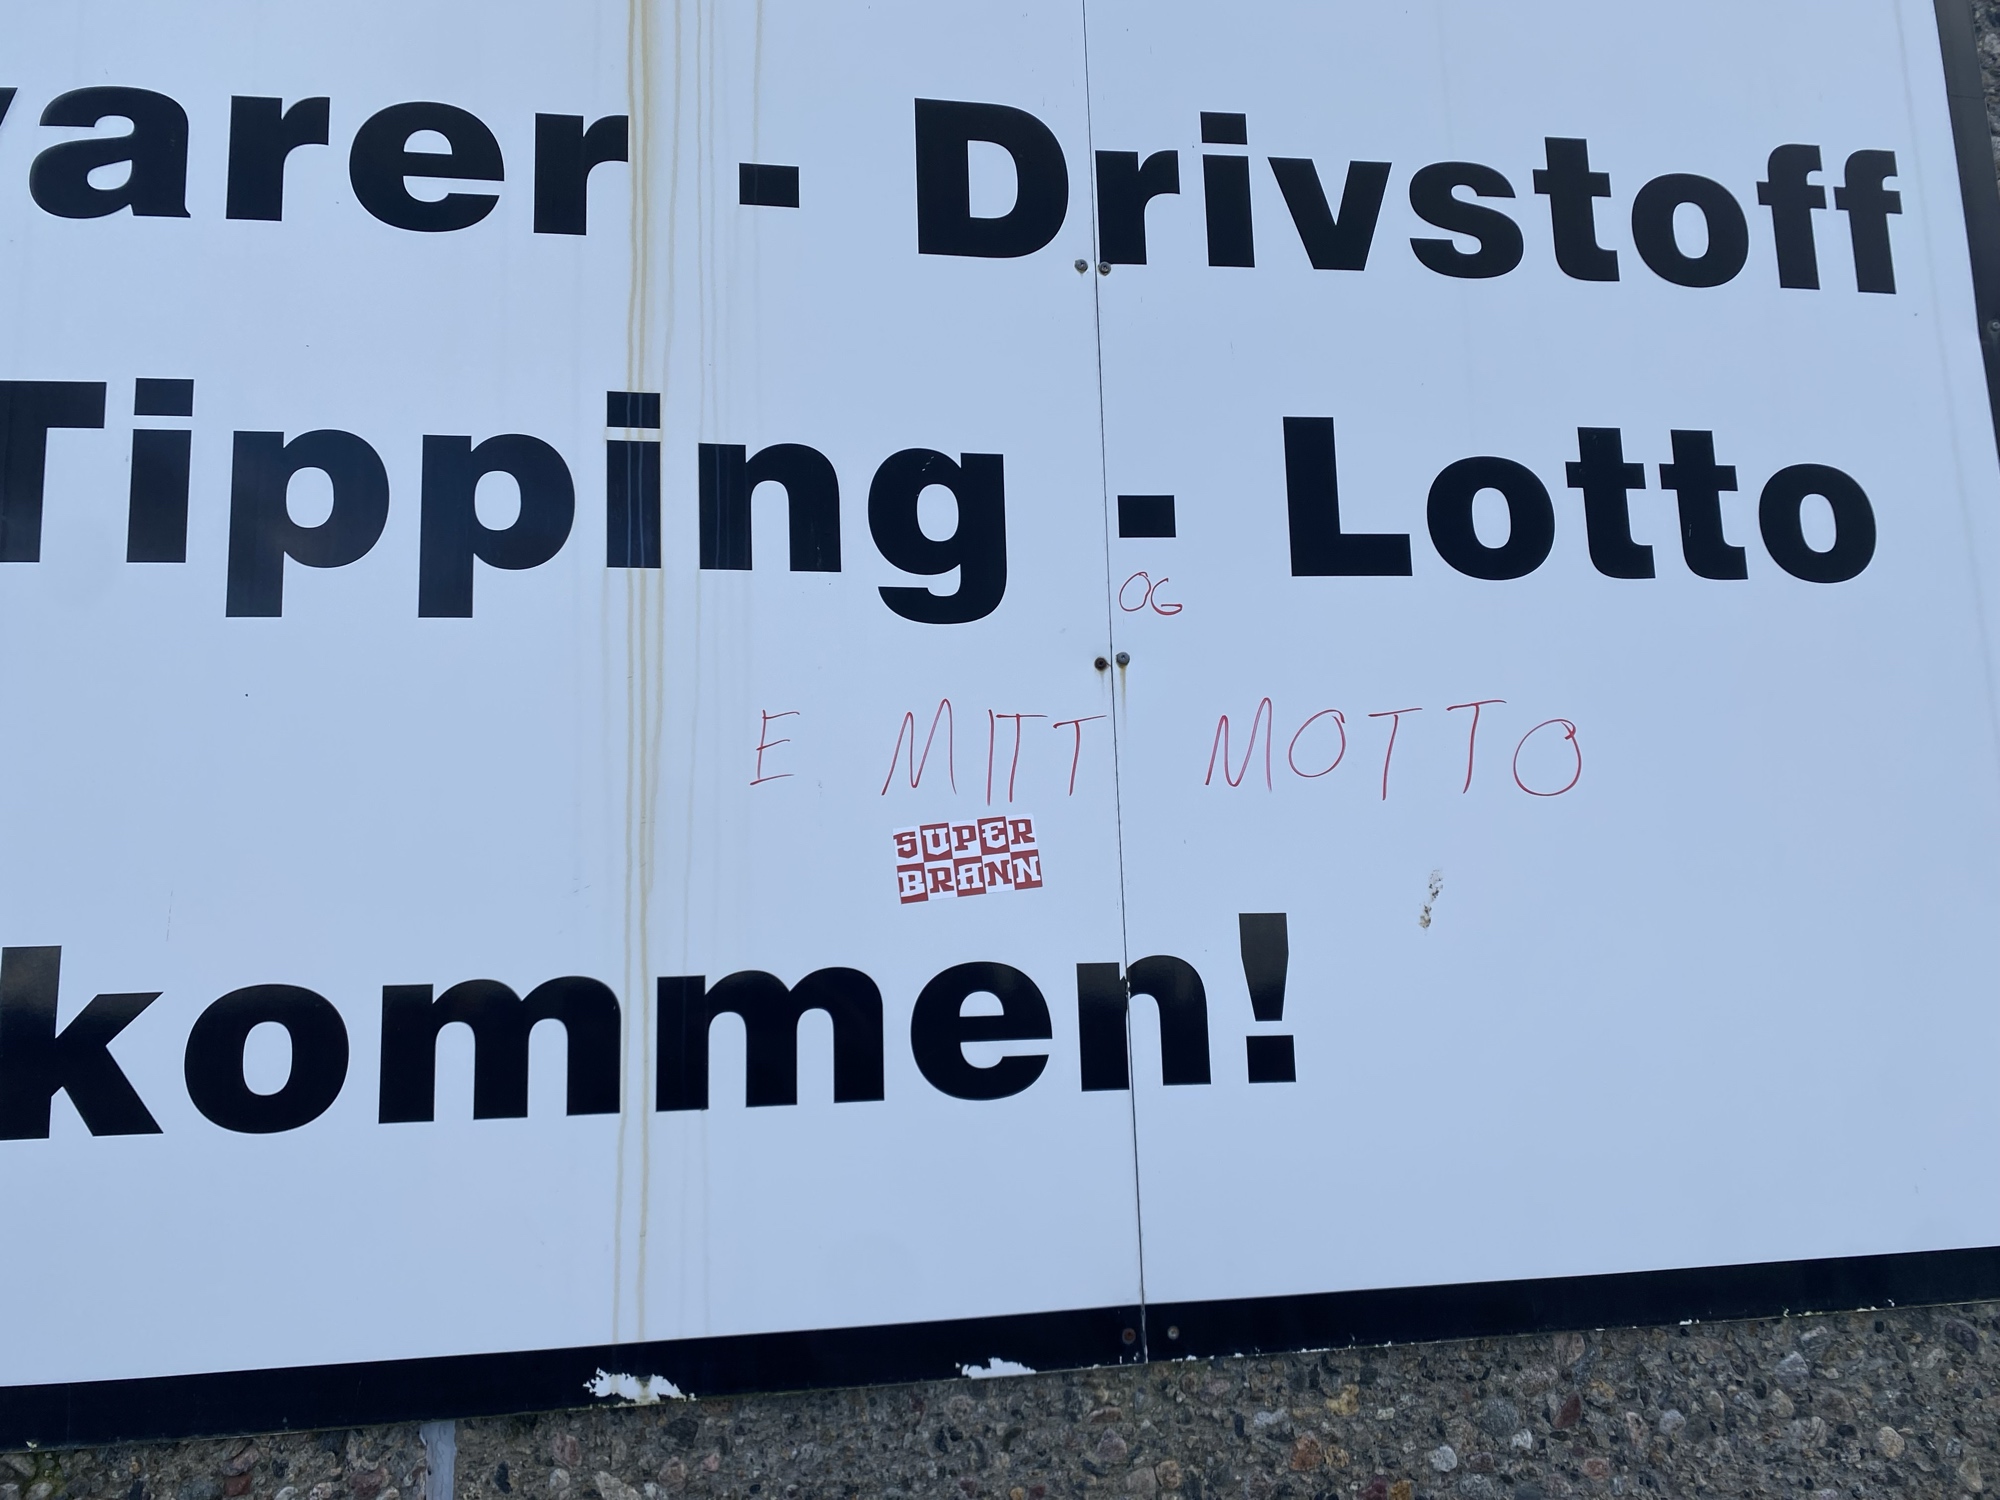 varer - Drivstoff
Tipping - Lotto
OG
E MITT MOTTO
SUPER
BRANN
kommen!